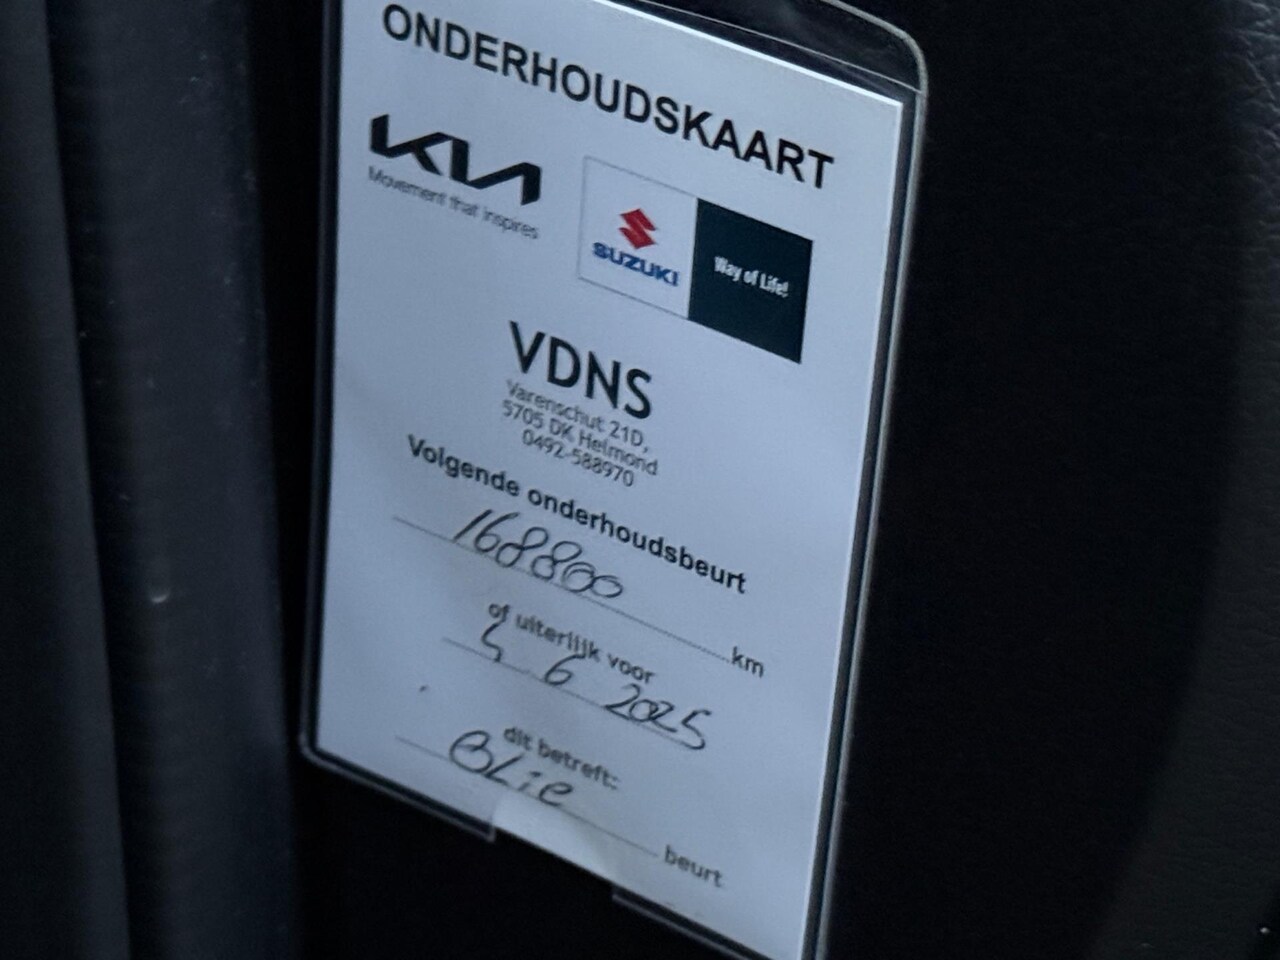 ONDERHOUDSKAART
KIA
Movement that inspires
SUZUKI
Way of Life!
VDNS
Varenschut 21D,
5705 DK Helmond
0492-588970
Volgende onderhoudsbeurt
168800 km
of uiterlijk voor
5 6 2025
dit betreft:
OLie beurt